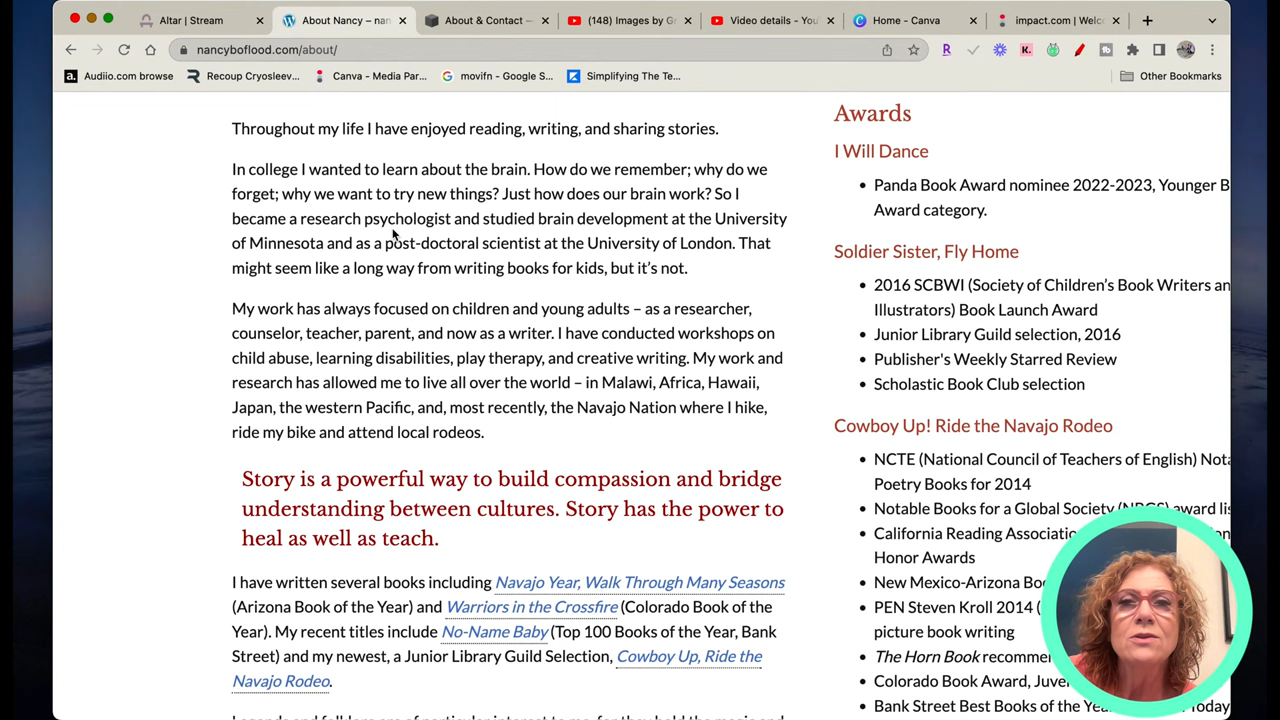 Altar | Stream
About Nancy – nan
About & Contact —
(148) Images by G
Video details - You
Home - Canva
impact.com | Welc
nancyboflood.com/about/
Audiio.com browse
Recoup Cryosleev...
Canva - Media Par...
movifn - Google S...
Simplifying The Te...
Other Bookmarks
Throughout my life I have enjoyed reading, writing, and sharing stories.
In college I wanted to learn about the brain. How do we remember; why do we
forget; why we want to try new things? Just how does our brain work? So I
became a research psychologist and studied brain development at the University
of Minnesota and as a post-doctoral scientist at the University of London. That
might seem like a long way from writing books for kids, but it's not.
My work has always focused on children and young adults – as a researcher,
counselor, teacher, parent, and now as a writer. I have conducted workshops on
child abuse, learning disabilities, play therapy, and creative writing. My work and
research has allowed me to live all over the world – in Malawi, Africa, Hawaii,
Japan, the western Pacific, and, most recently, the Navajo Nation where I hike,
ride my bike and attend local rodeos.
Story is a powerful way to build compassion and bridge
understanding between cultures. Story has the power to
heal as well as teach.
I have written several books including Navajo Year, Walk Through Many Seasons
(Arizona Book of the Year) and Warriors in the Crossfire (Colorado Book of the
Year). My recent titles include No-Name Baby (Top 100 Books of the Year, Bank
Street) and my newest, a Junior Library Guild Selection, Cowboy Up, Ride the
Navajo Rodeo.
Awards
I Will Dance
Panda Book Award nominee 2022-2023, Younger B
Award category.
Soldier Sister, Fly Home
2016 SCBWI (Society of Children's Book Writers an
Illustrators) Book Launch Award
Junior Library Guild selection, 2016
Publisher's Weekly Starred Review
Scholastic Book Club selection
Cowboy Up! Ride the Navajo Rodeo
NCTE (National Council of Teachers of English) Nota
Poetry Books for 2014
Notable Books for a Global Society (NBGS) award lis
California Reading Associatio
Honor Awards
New Mexico-Arizona Bo
PEN Steven Kroll 2014 (
picture book writing
The Horn Book recomme
Colorado Book Award, Juve
Bank Street Best Books of the Yea Today